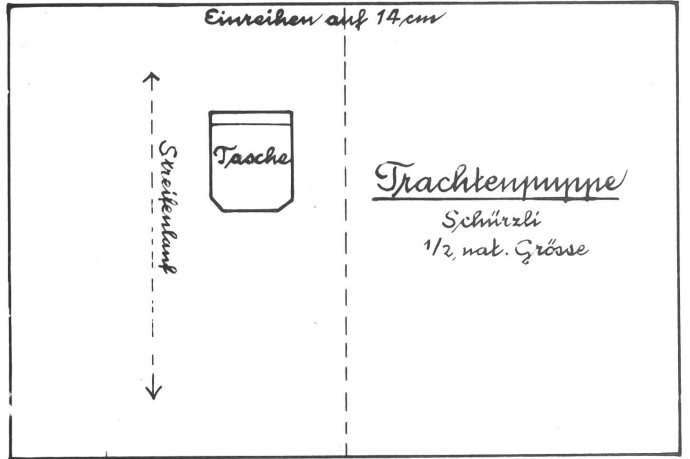 Einreihen auf 14 cm
Tasche
Streifenlauf
Trachtenpuppe
Schürzli
1/2 nat. Grösse